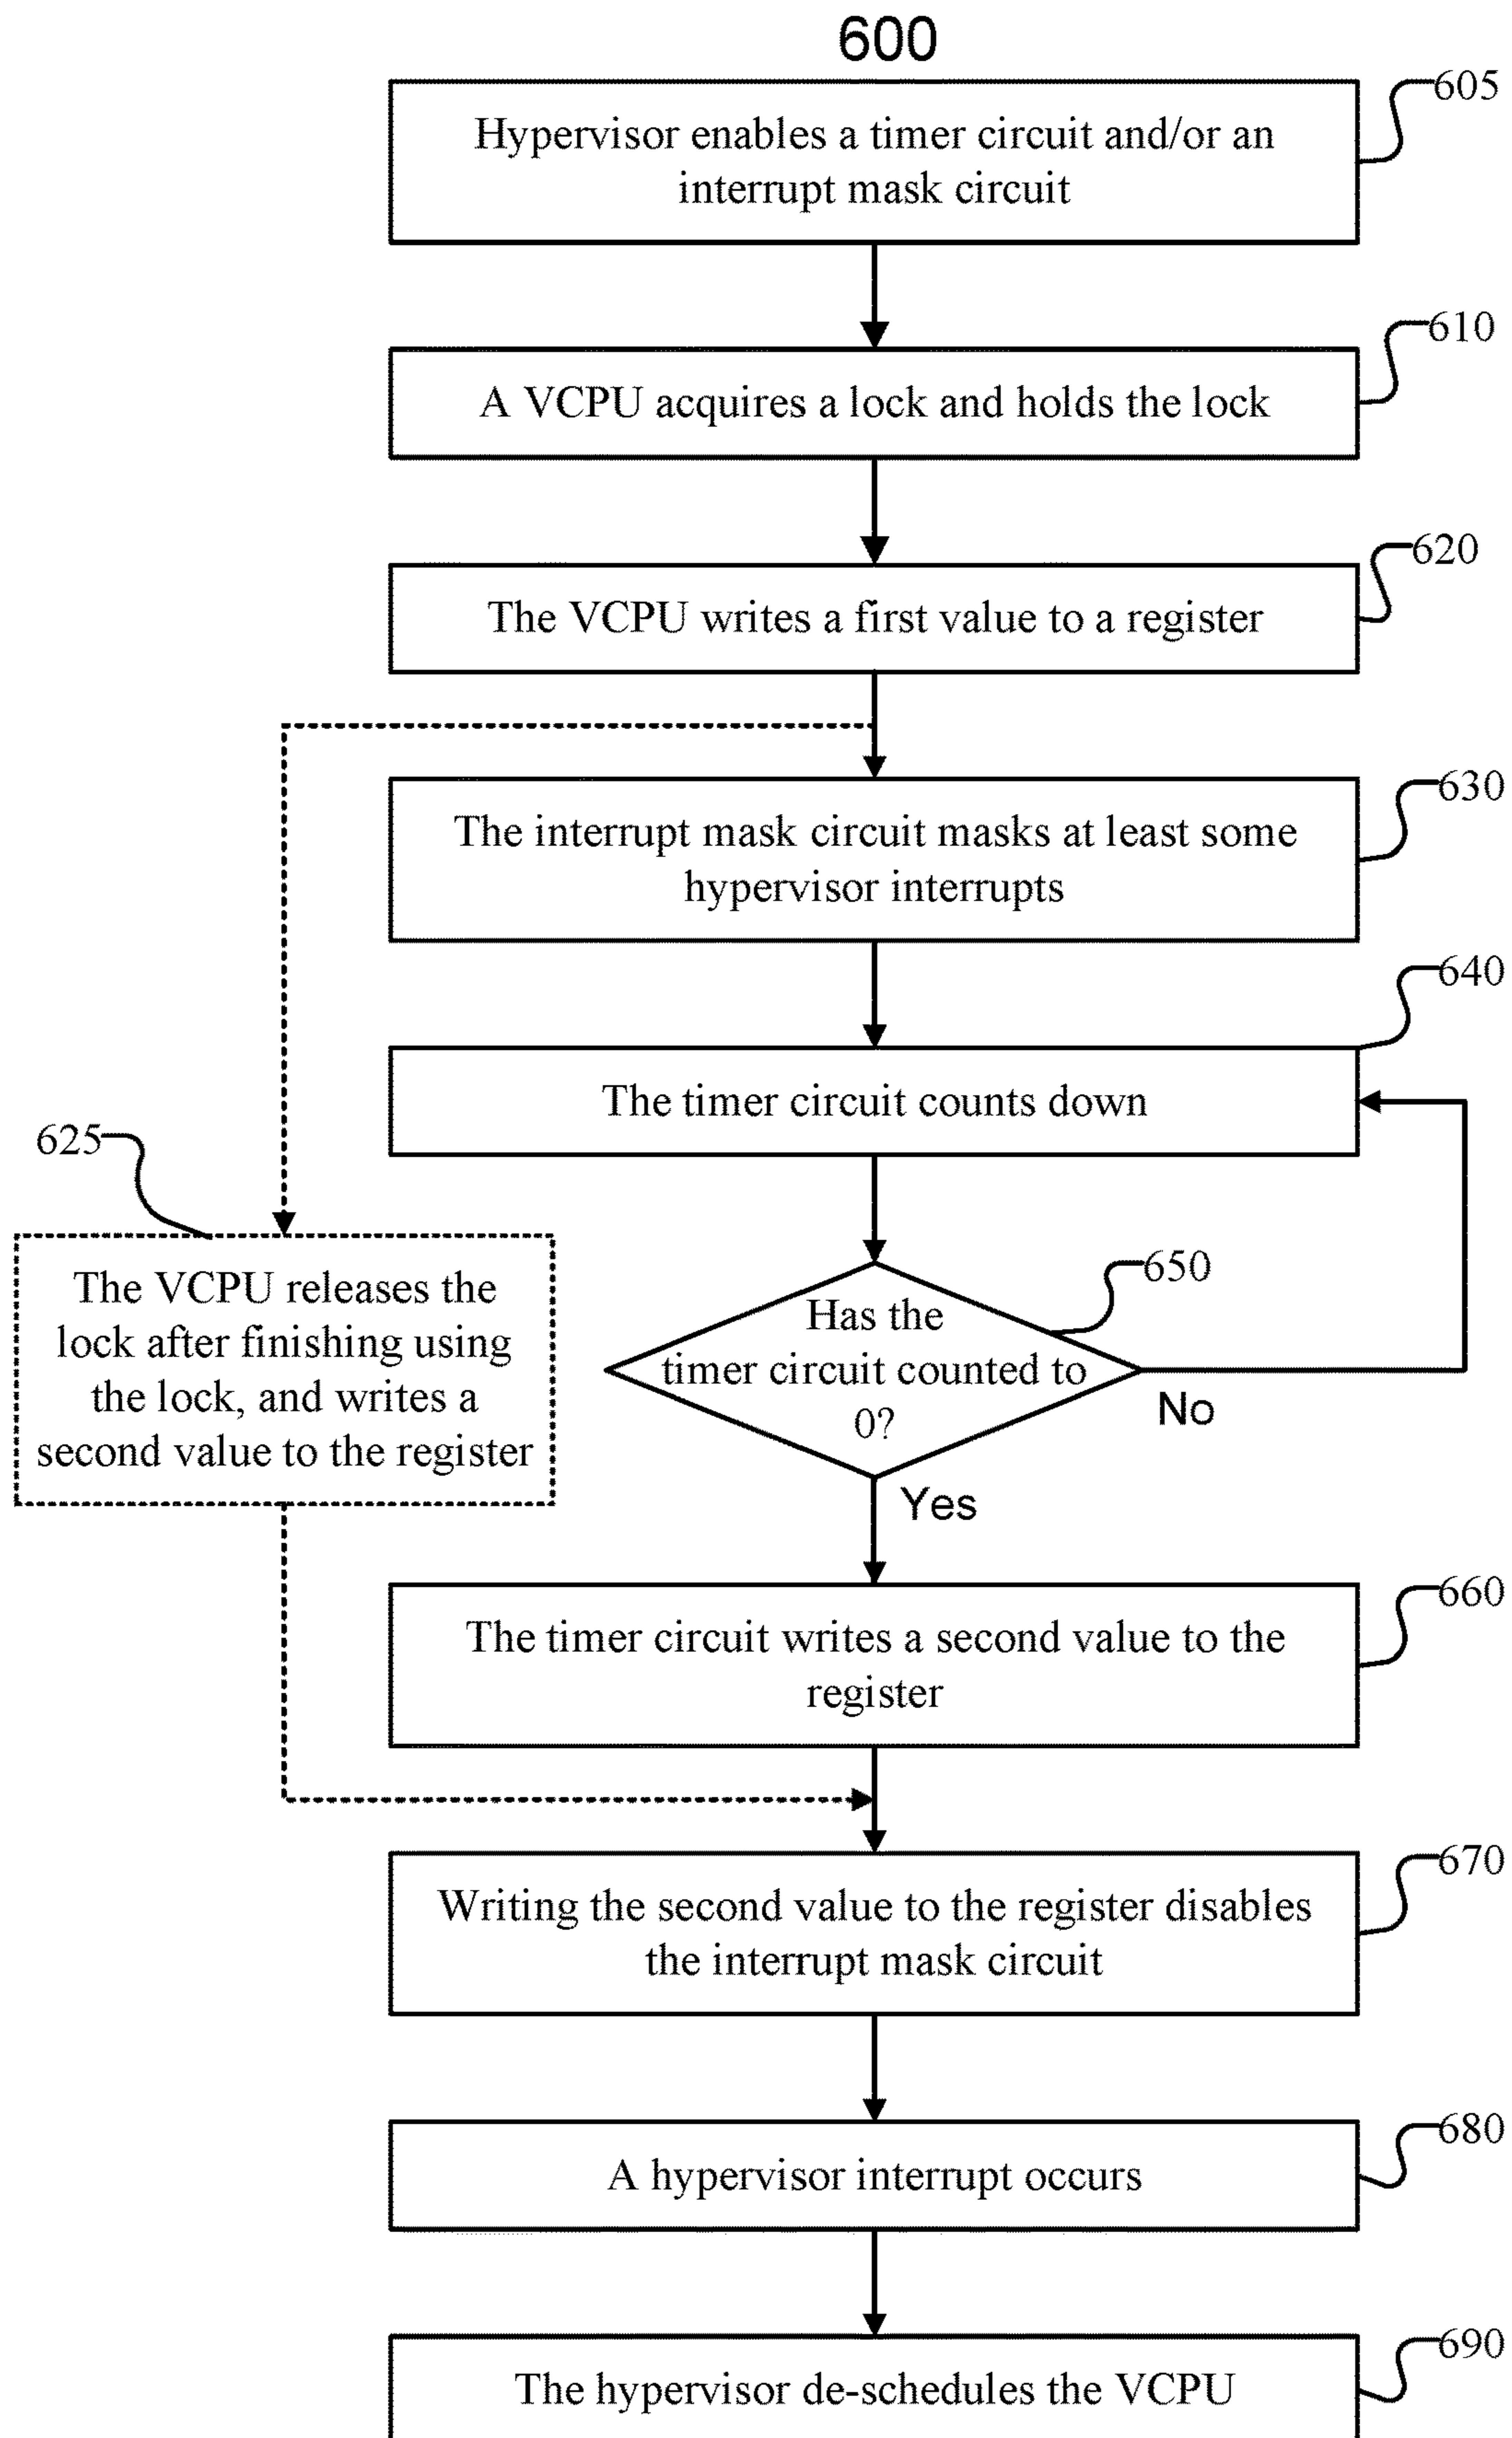 600
605
Hypervisor enables a timer circuit and/or an
interrupt mask circuit
610
A VCPU acquires a lock and holds the lock
620
The VCPU writes a first value to a register
630
The interrupt mask circuit masks at least some
hypervisor interrupts
640
The timer circuit counts down
625
The VCPU releases the
lock after finishing using
the lock, and writes a
second value to the register
650
Has the
timer circuit counted to
0?
No
Yes
660
The timer circuit writes a second value to the
register
670
Writing the second value to the register disables
the interrupt mask circuit
680
A hypervisor interrupt occurs
690
The hypervisor de-schedules the VCPU